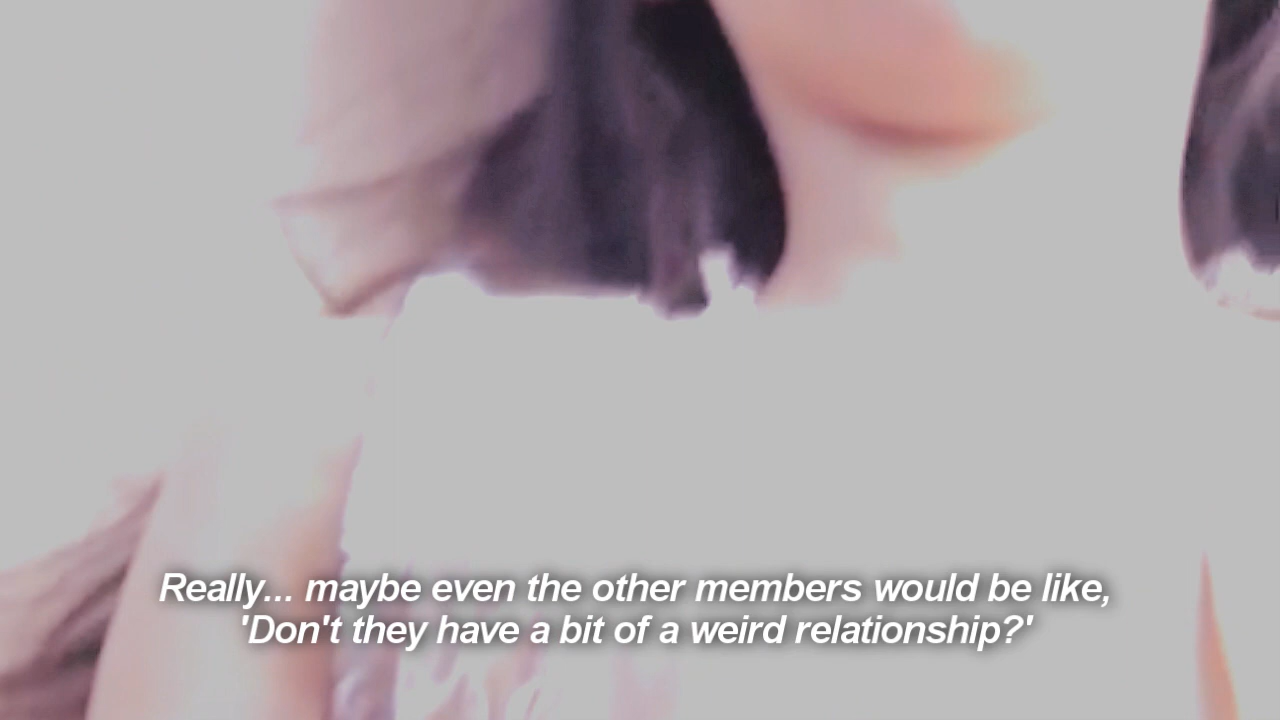 Really... maybe even the other members would be like,
'Don't they have a bit of a weird relationship?'